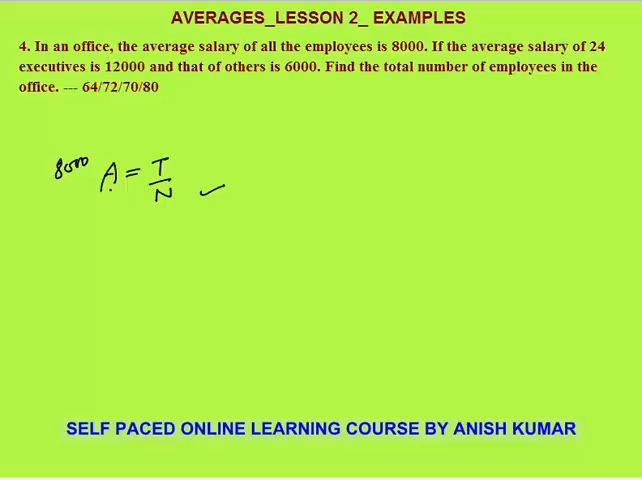 AVERAGES_LESSON 2_ EXAMPLES
4. In an office, the average salary of all the employees is 8000. If the average salary of 24
executives is 12000 and that of others is 6000. Find the total number of employees in the
office. --- 64/72/70/80
8000 A = T/N ✓
SELF PACED ONLINE LEARNING COURSE BY ANISH KUMAR